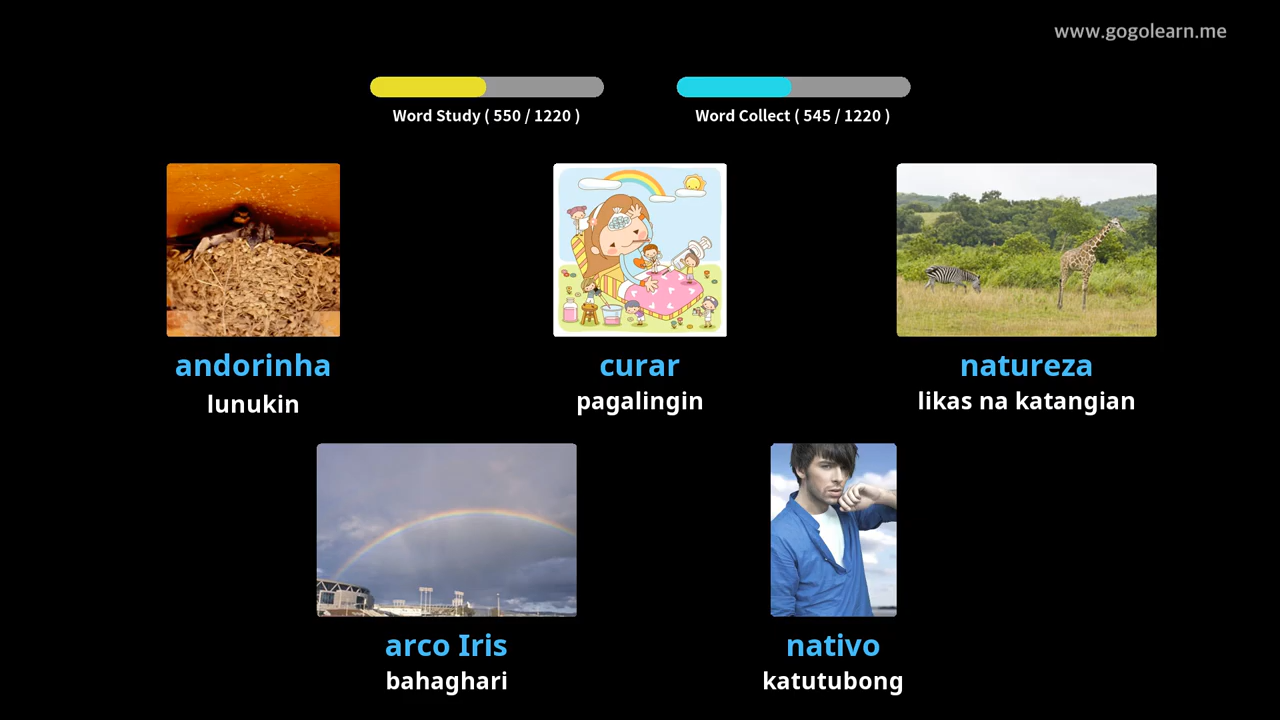 www.gogolearn.me
Word Study ( 550 / 1220 )
Word Collect ( 545 / 1220 )
andorinha
lunukin
curar
pagalingin
natureza
likas na katangian
arco Iris
bahaghari
nativo
katutubong